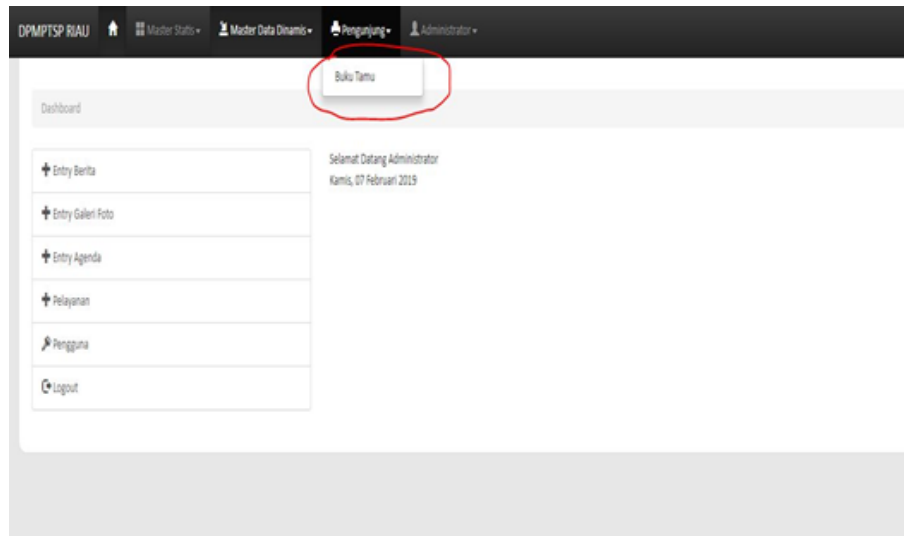 DPMPTSP RIAU Master Statis Master Data Dinamis Pengunjung Administrator
Buku Tamu
Dashboard
Entry Berita
Entry Galeri Foto
Entry Agenda
Pelayanan
Pengguna
Logout
Selamat Datang Administrator
Kamis, 07 Februari 2019